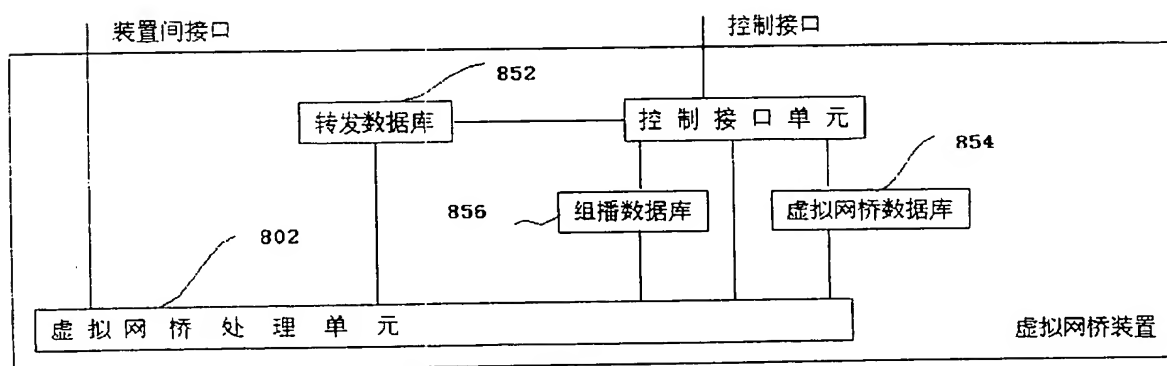 装置间接口
控制接口
852
转发数据库
控制接口单元
854
856
组播数据库
虚拟网桥数据库
802
虚拟网桥处理单元
虚拟网桥装置